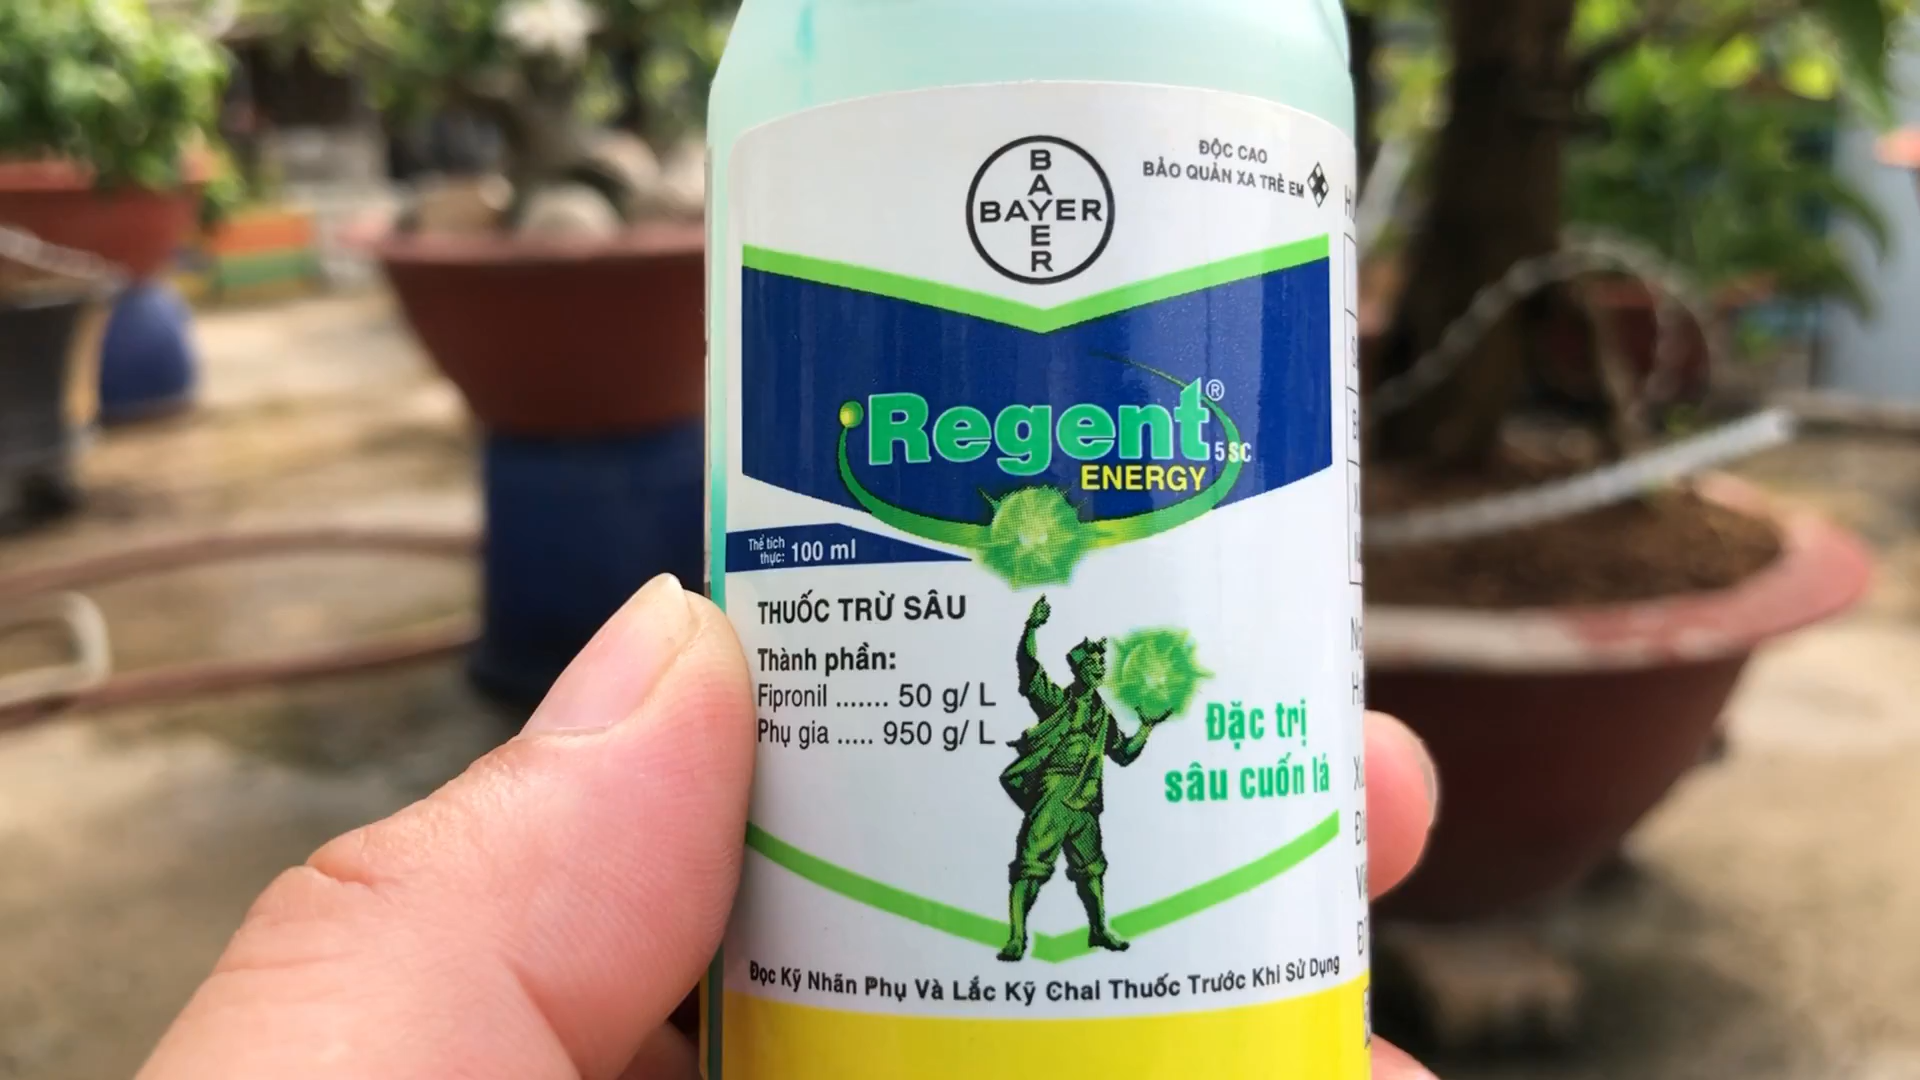 BAYER
BAYER
ĐỘC CAO
BẢO QUẢN XA TRẺ EM
Regent®
5 SC
ENERGY
Thể tích
thực: 100 ml
THUỐC TRỪ SÂU
Thành phần:
Fipronil ....... 50 g/ L
Phụ gia ..... 950 g/ L
Đặc trị
sâu cuốn lá
Đọc Kỹ Nhãn Phụ Và Lắc Kỹ Chai Thuốc Trước Khi Sử Dụng